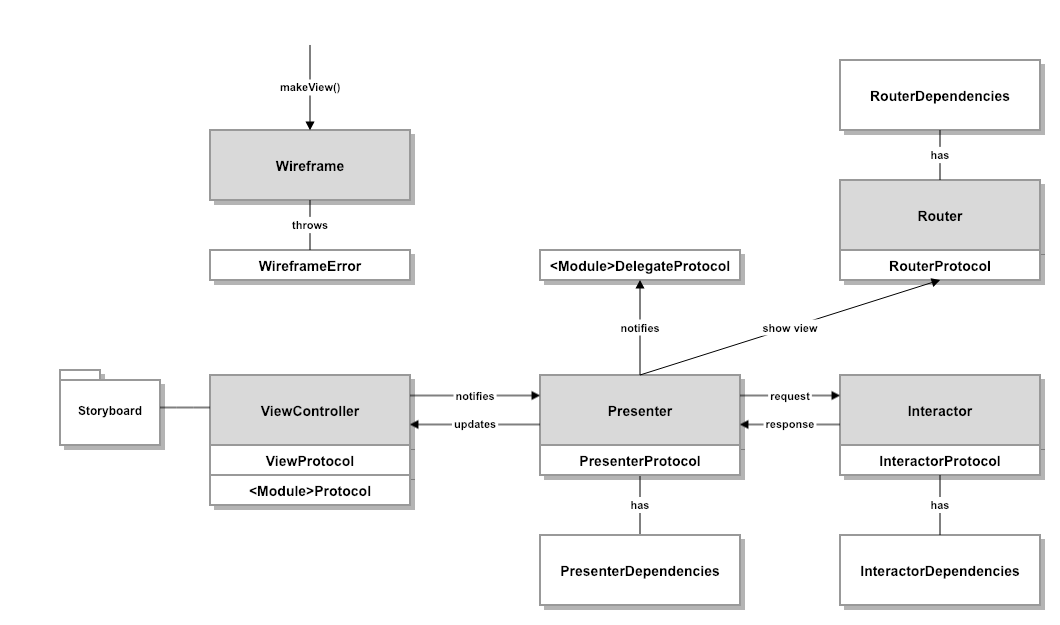 makeView()
RouterDependencies
Wireframe
has
Router
throws
WireframeError
<Module>DelegateProtocol
RouterProtocol
notifies
show view
Storyboard
ViewController
notifies
updates
Presenter
request
response
Interactor
ViewProtocol
PresenterProtocol
InteractorProtocol
<Module>Protocol
has
has
PresenterDependencies
InteractorDependencies